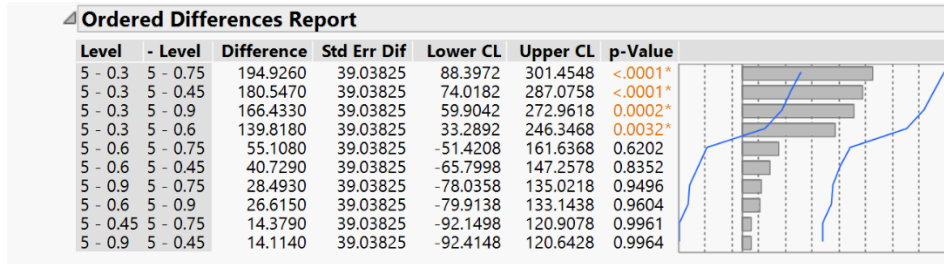 Ordered Differences Report
Level - Level Difference Std Err Dif Lower CL Upper CL p-Value
5 - 0.3 5 - 0.75 194.9260 39.03825 88.3972 301.4548 <.0001*
5 - 0.3 5 - 0.45 180.5470 39.03825 74.0182 287.0758 <.0001*
5 - 0.3 5 - 0.9 166.4330 39.03825 59.9042 272.9618 0.0002*
5 - 0.3 5 - 0.6 139.8180 39.03825 33.2892 246.3468 0.0032*
5 - 0.6 5 - 0.75 55.1080 39.03825 -51.4208 161.6368 0.6202
5 - 0.6 5 - 0.45 40.7290 39.03825 -65.7998 147.2578 0.8352
5 - 0.9 5 - 0.75 28.4930 39.03825 -78.0358 135.0218 0.9496
5 - 0.6 5 - 0.9 26.6150 39.03825 -79.9138 133.1438 0.9604
5 - 0.45 5 - 0.75 14.3790 39.03825 -92.1498 120.9078 0.9961
5 - 0.9 5 - 0.45 14.1140 39.03825 -92.4148 120.6428 0.9964